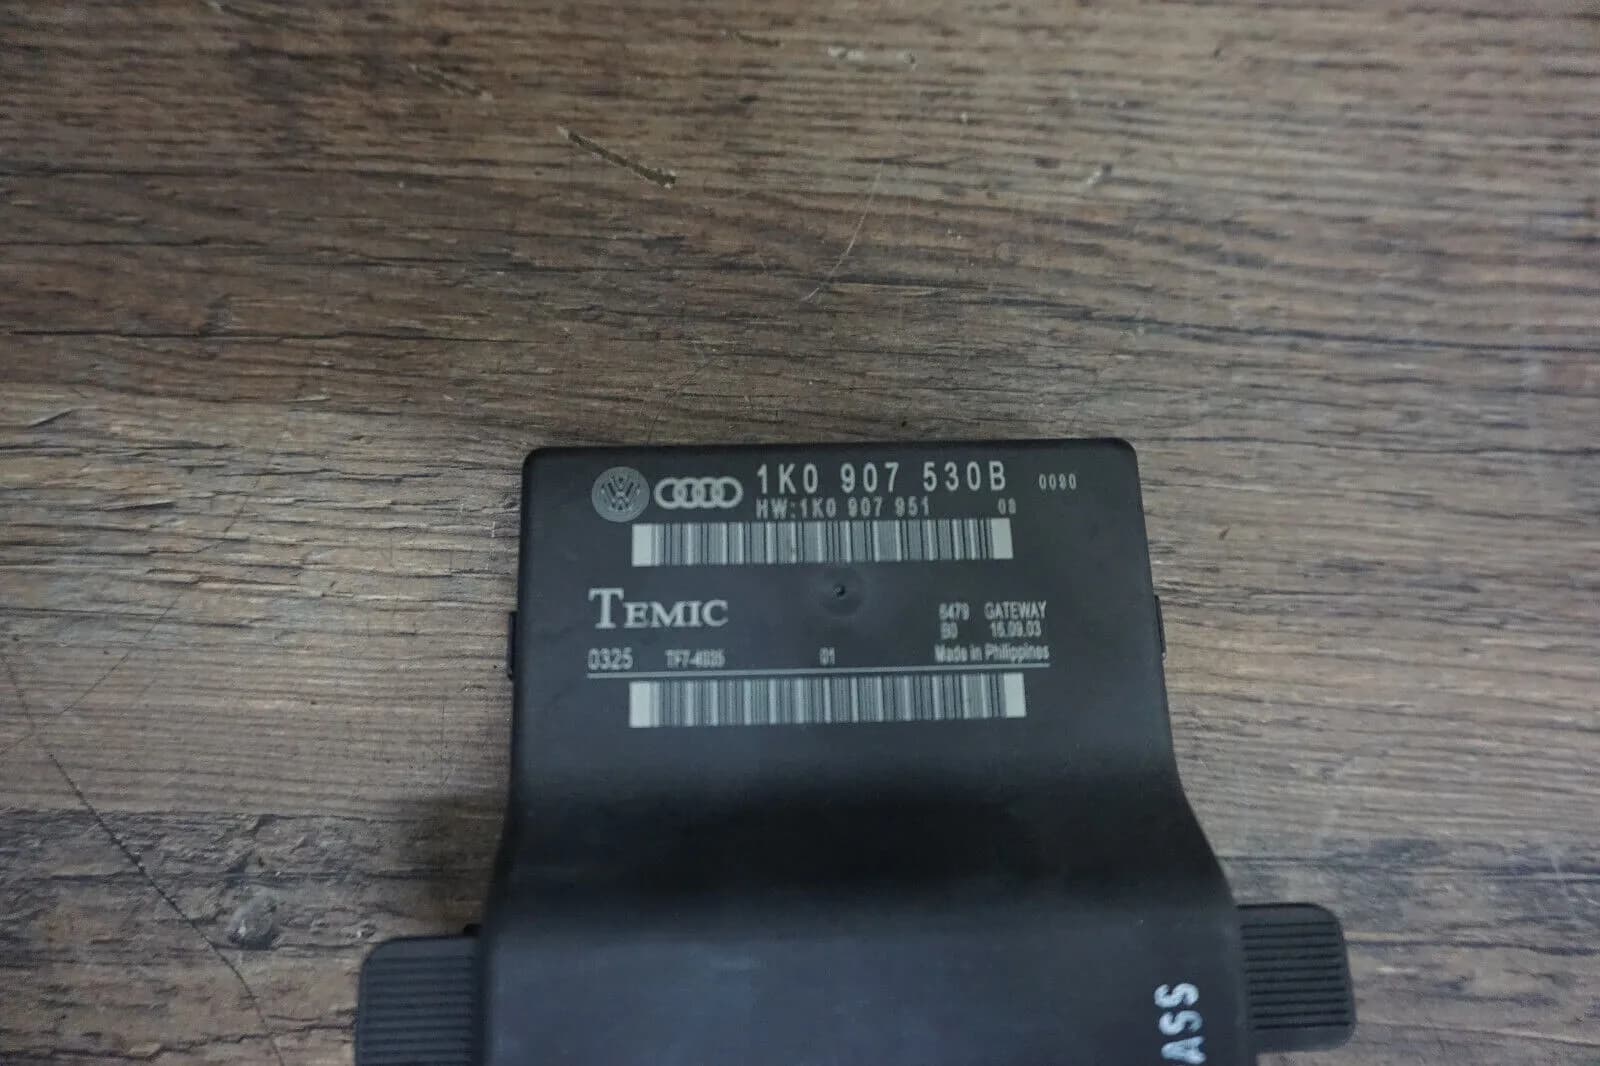 1K0 907 530B 0090
HW:1K0 907 951 08
TEMIC
6479 GATEWAY
B0 16.09.03
0325 01 Made in Philippines
ASS